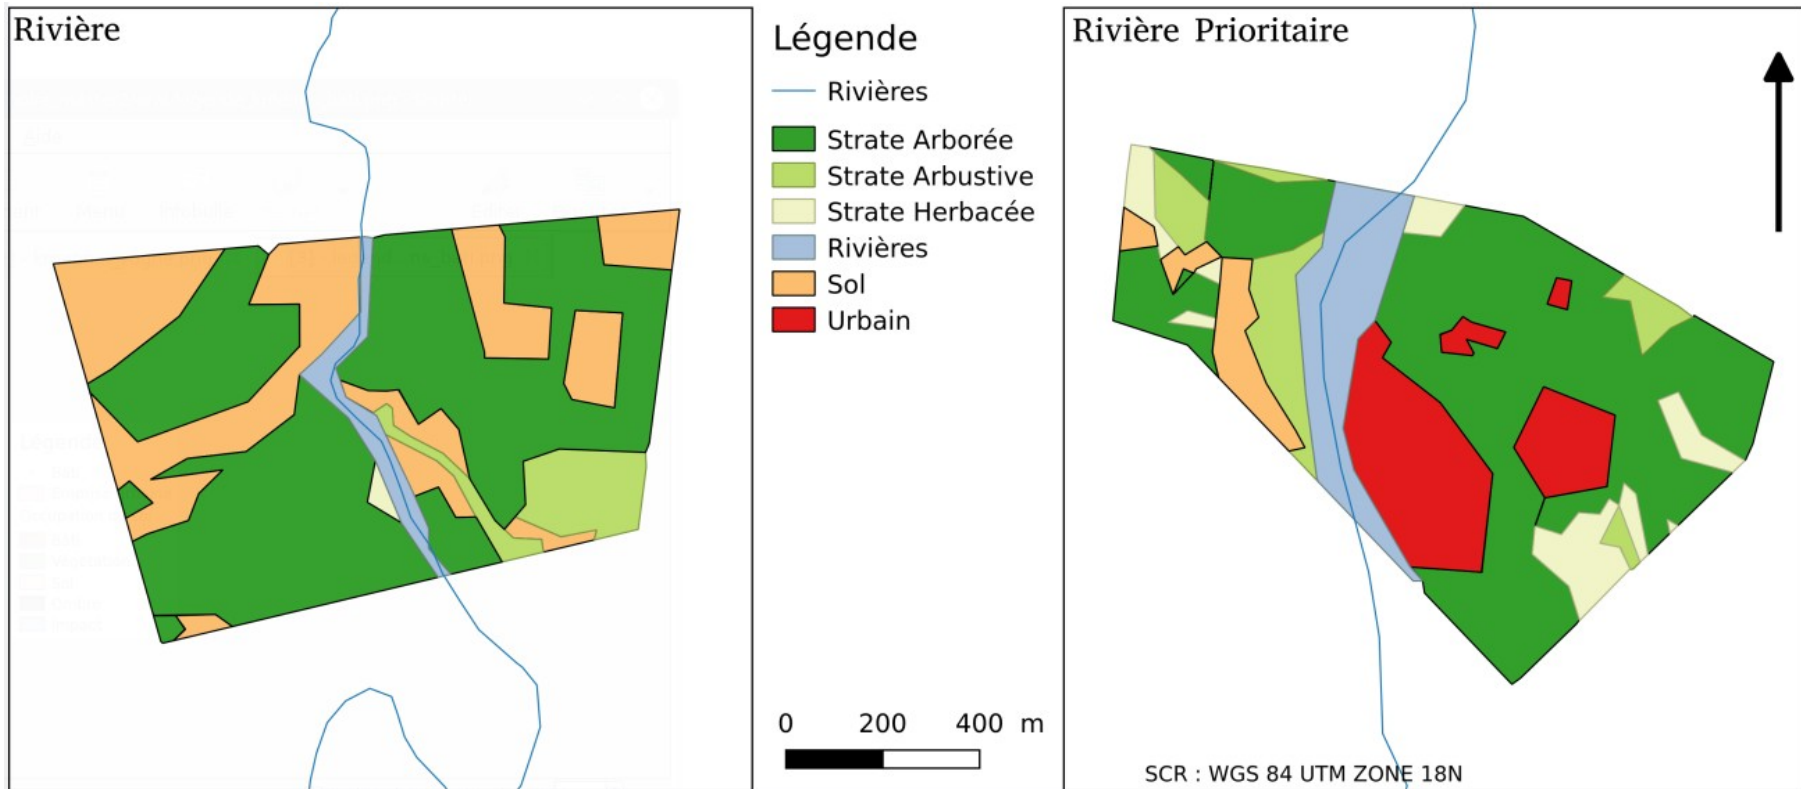 Rivière
Légende
Rivières
Strate Arborée
Strate Arbustive
Strate Herbacée
Rivières
Sol
Urbain
0 200 400 m
Rivière Prioritaire
SCR : WGS 84 UTM ZONE 18N